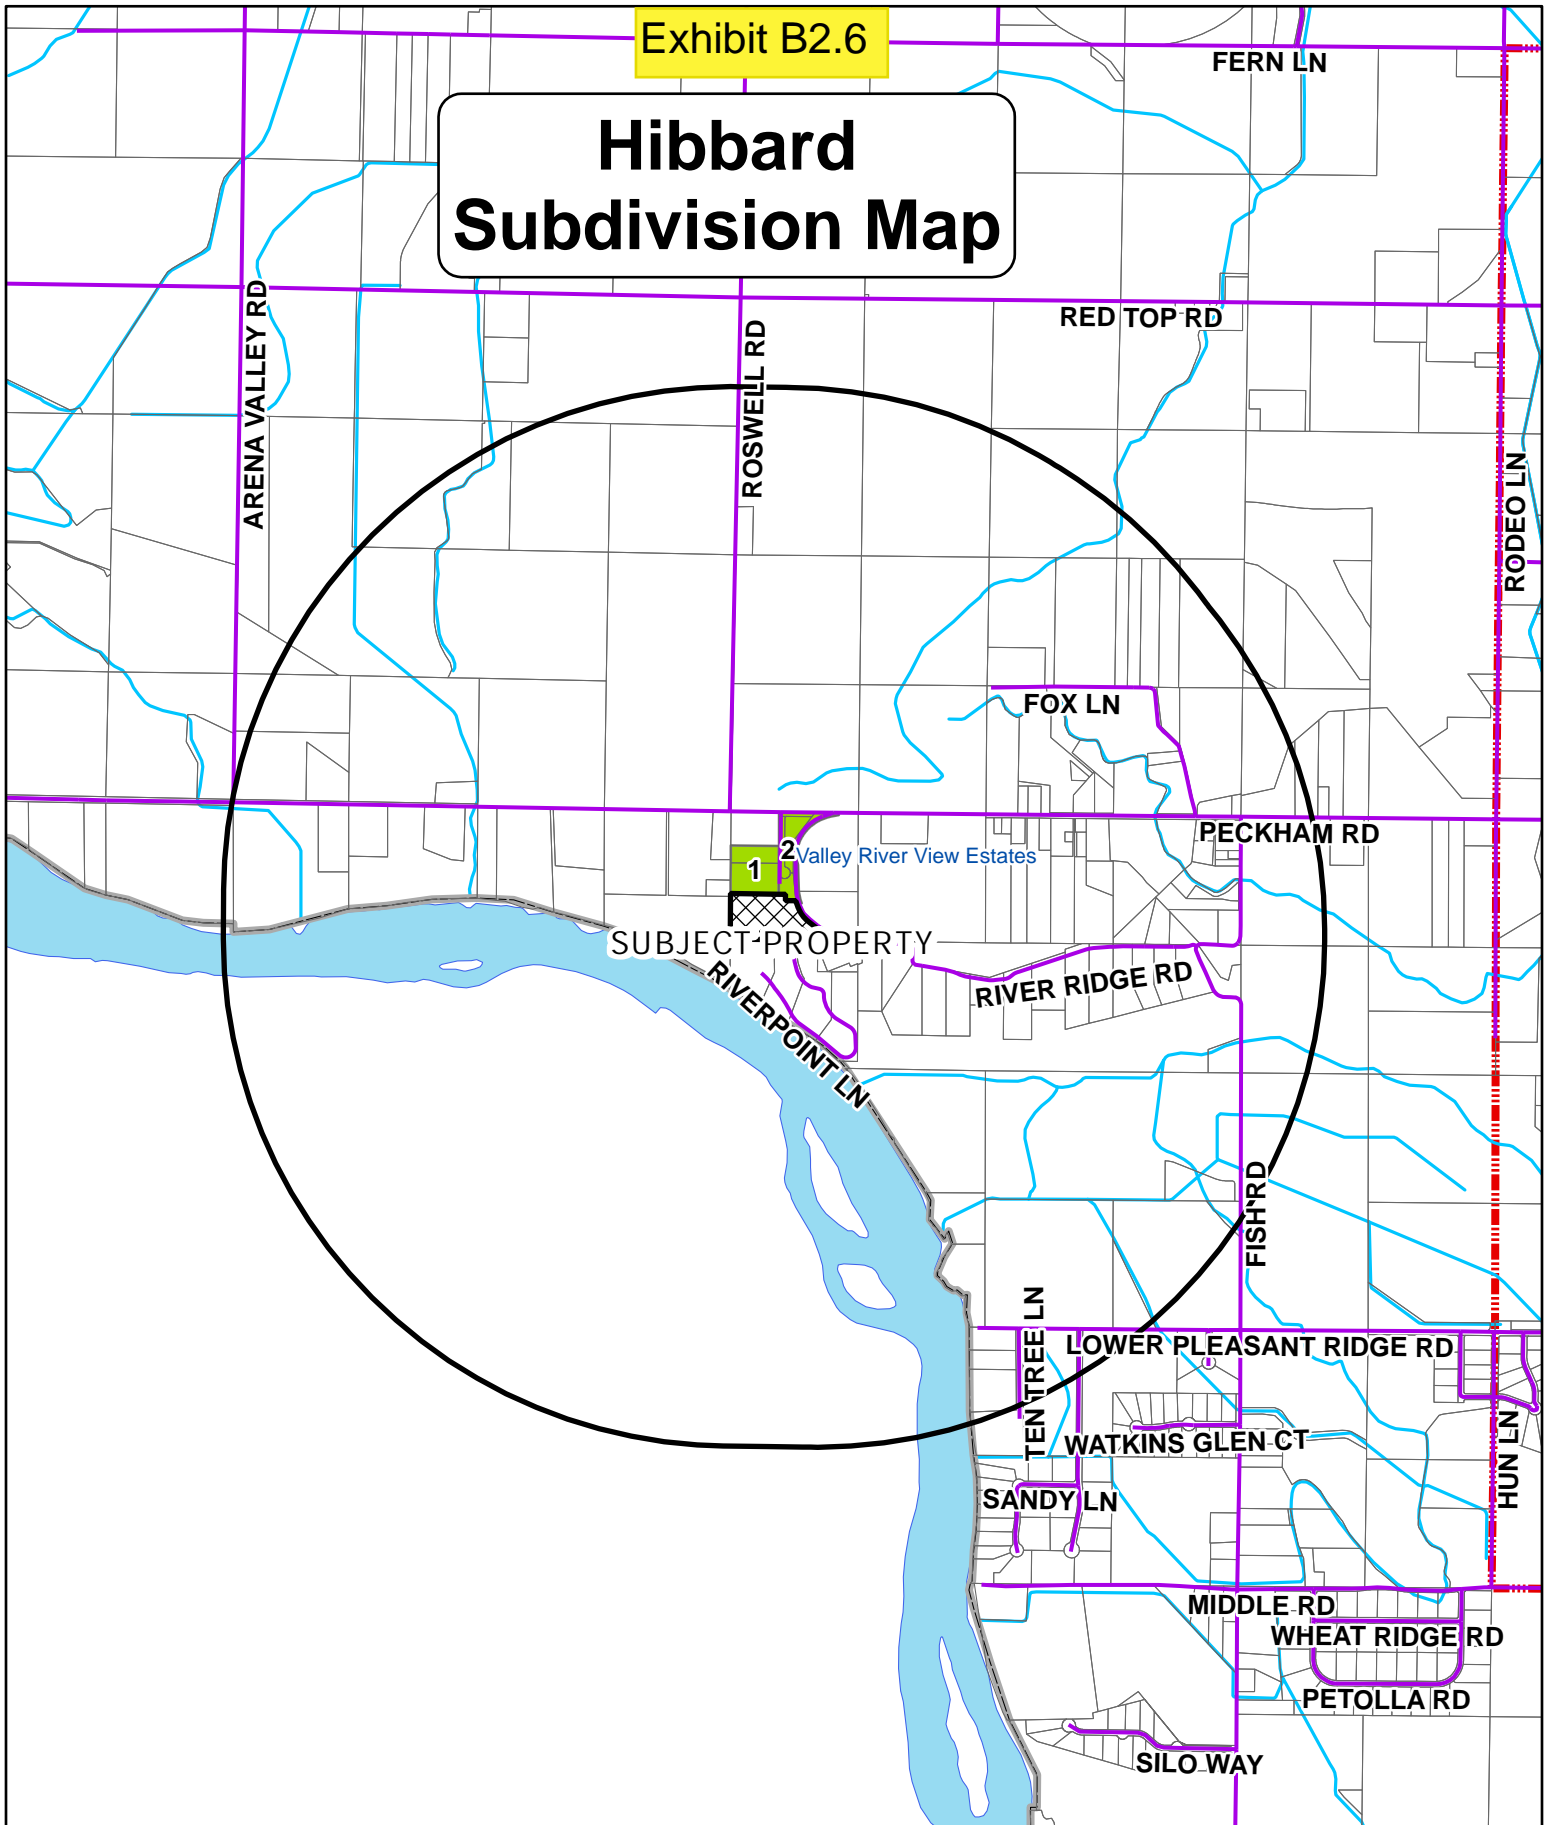 Exhibit B2.6
FERN LN
Hibbard
Subdivision Map
ARENA VALLEY RD
RED TOP RD
ROSWELL RD
RODEO LN
FOX LN
PECKHAM RD
2
Valley River View Estates
1
SUBJECT PROPERTY
RIVER RIDGE RD
RIVERPOINT LN
FISH RD
TEN TREE LN
LOWER PLEASANT RIDGE RD
WATKINS GLEN CT
HUN LN
SANDY LN
MIDDLE RD
WHEAT RIDGE RD
PETOLLA RD
SILO WAY